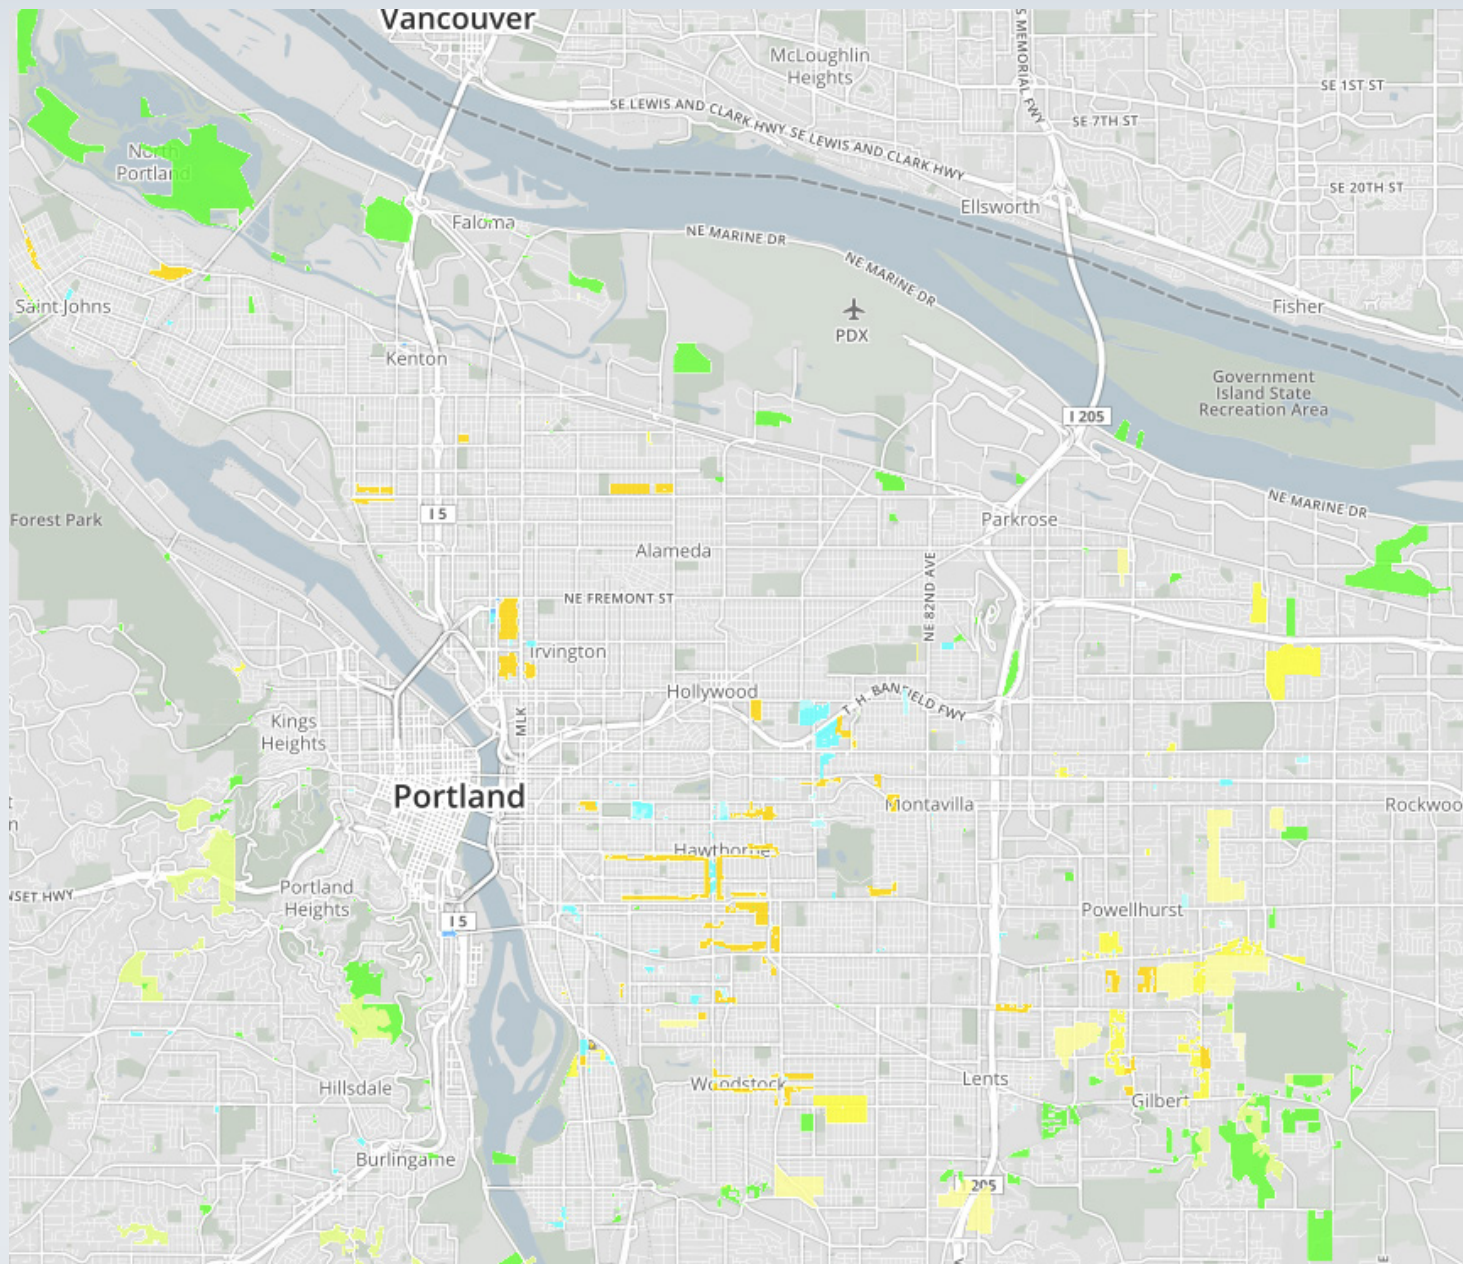 Vancouver
McLoughlin
Heights
S MEMORIAL FWY
SE 1ST ST
SE LEWIS AND CLARK HWY
SE LEWIS AND CLARK HWY
SE 7TH ST
North
Portland
SE 20TH ST
Ellsworth
Faloma
NE MARINE DR
NE MARINE DR
Saint Johns
Fisher
PDX
Kenton
Government
Island State
Recreation Area
I 205
NE MARINE DR
I 5
Forest Park
Parkrose
Alameda
NE 82ND AVE
NE FREMONT ST
Irvington
Hollywood
T. H. BANFIELD FWY
MLK
Kings
Heights
Portland
Montavilla
Rockwoo
n
Hawthorne
NSET HWY
Portland
Heights
I 5
Powellhurst
Hillsdale
Woodstock
Lents
Gilbert
Burlingame
205
E